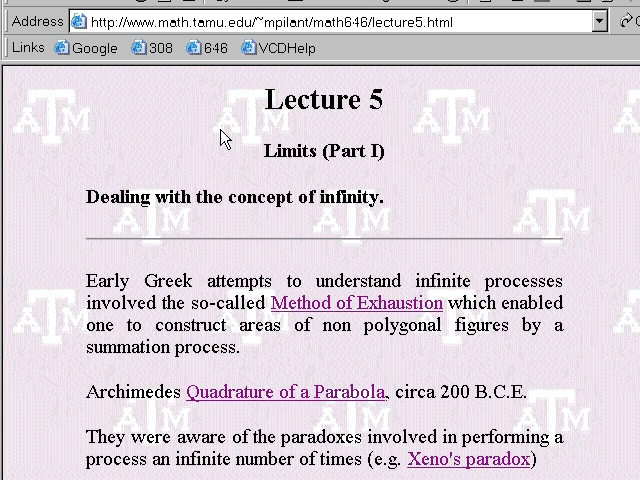 Address http://www.math.tamu.edu/~mpilant/math646/lecture5.html
Links Google 308 646 VCDHelp
Lecture 5
Limits (Part I)
Dealing with the concept of infinity.
Early Greek attempts to understand infinite processes
involved the so-called Method of Exhaustion which enabled
one to construct areas of non polygonal figures by a
summation process.
Archimedes Quadrature of a Parabola, circa 200 B.C.E.
They were aware of the paradoxes involved in performing a
process an infinite number of times (e.g. Xeno's paradox)